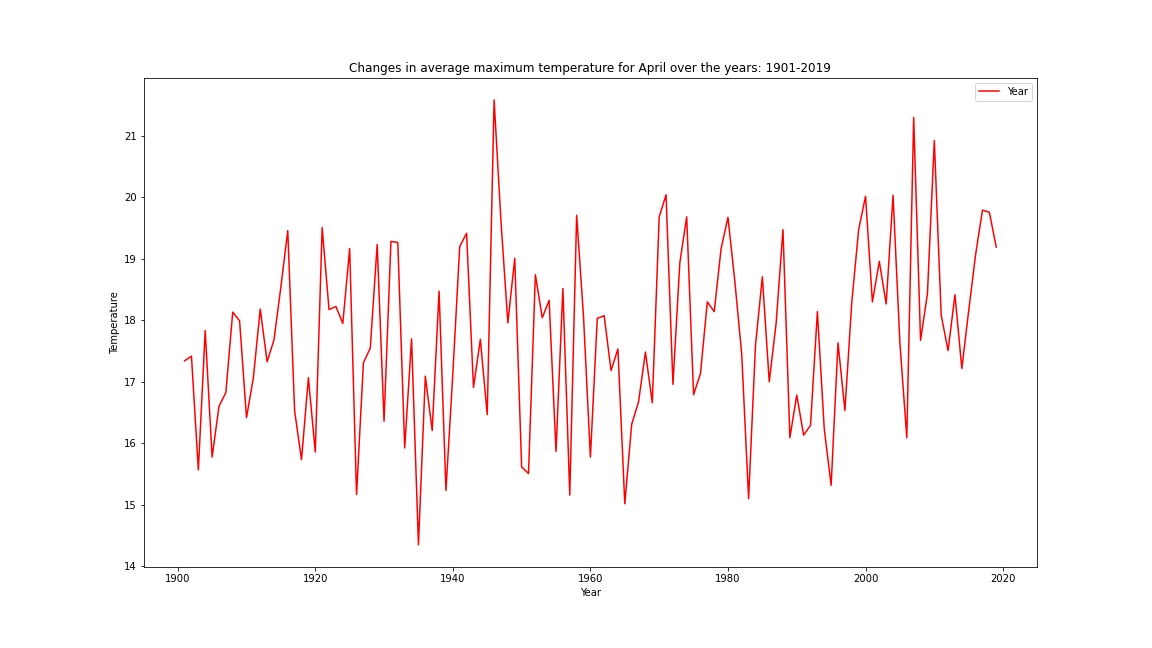 Changes in average maximum temperature for April over the years: 1901-2019
Year
21
20
19
18
17
16
15
14
Temperature
1900 1920 1940 1960 1980 2000 2020
Year